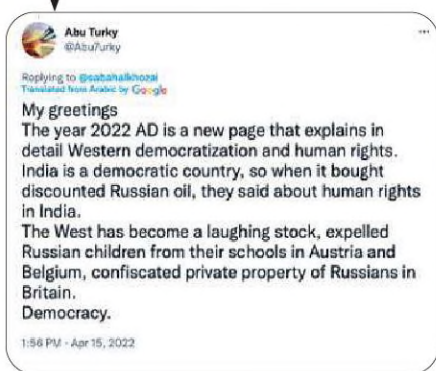 Abu Turky
@AbuTurky
Replying to @sabahalkhozai
Translated from Arabic by Google
My greetings
The year 2022 AD is a new page that explains in
detail Western democratization and human rights.
India is a democratic country, so when it bought
discounted Russian oil, they said about human rights
in India.
The West has become a laughing stock, expelled
Russian children from their schools in Austria and
Belgium, confiscated private property of Russians in
Britain.
Democracy.
1:56 PM - Apr 15, 2022